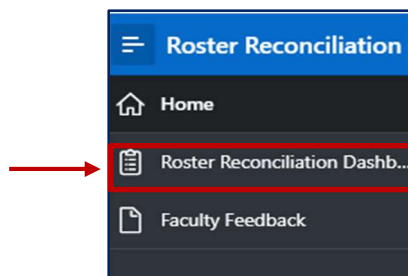 Roster Reconciliation
Home
Roster Reconciliation Dashb...
Faculty Feedback